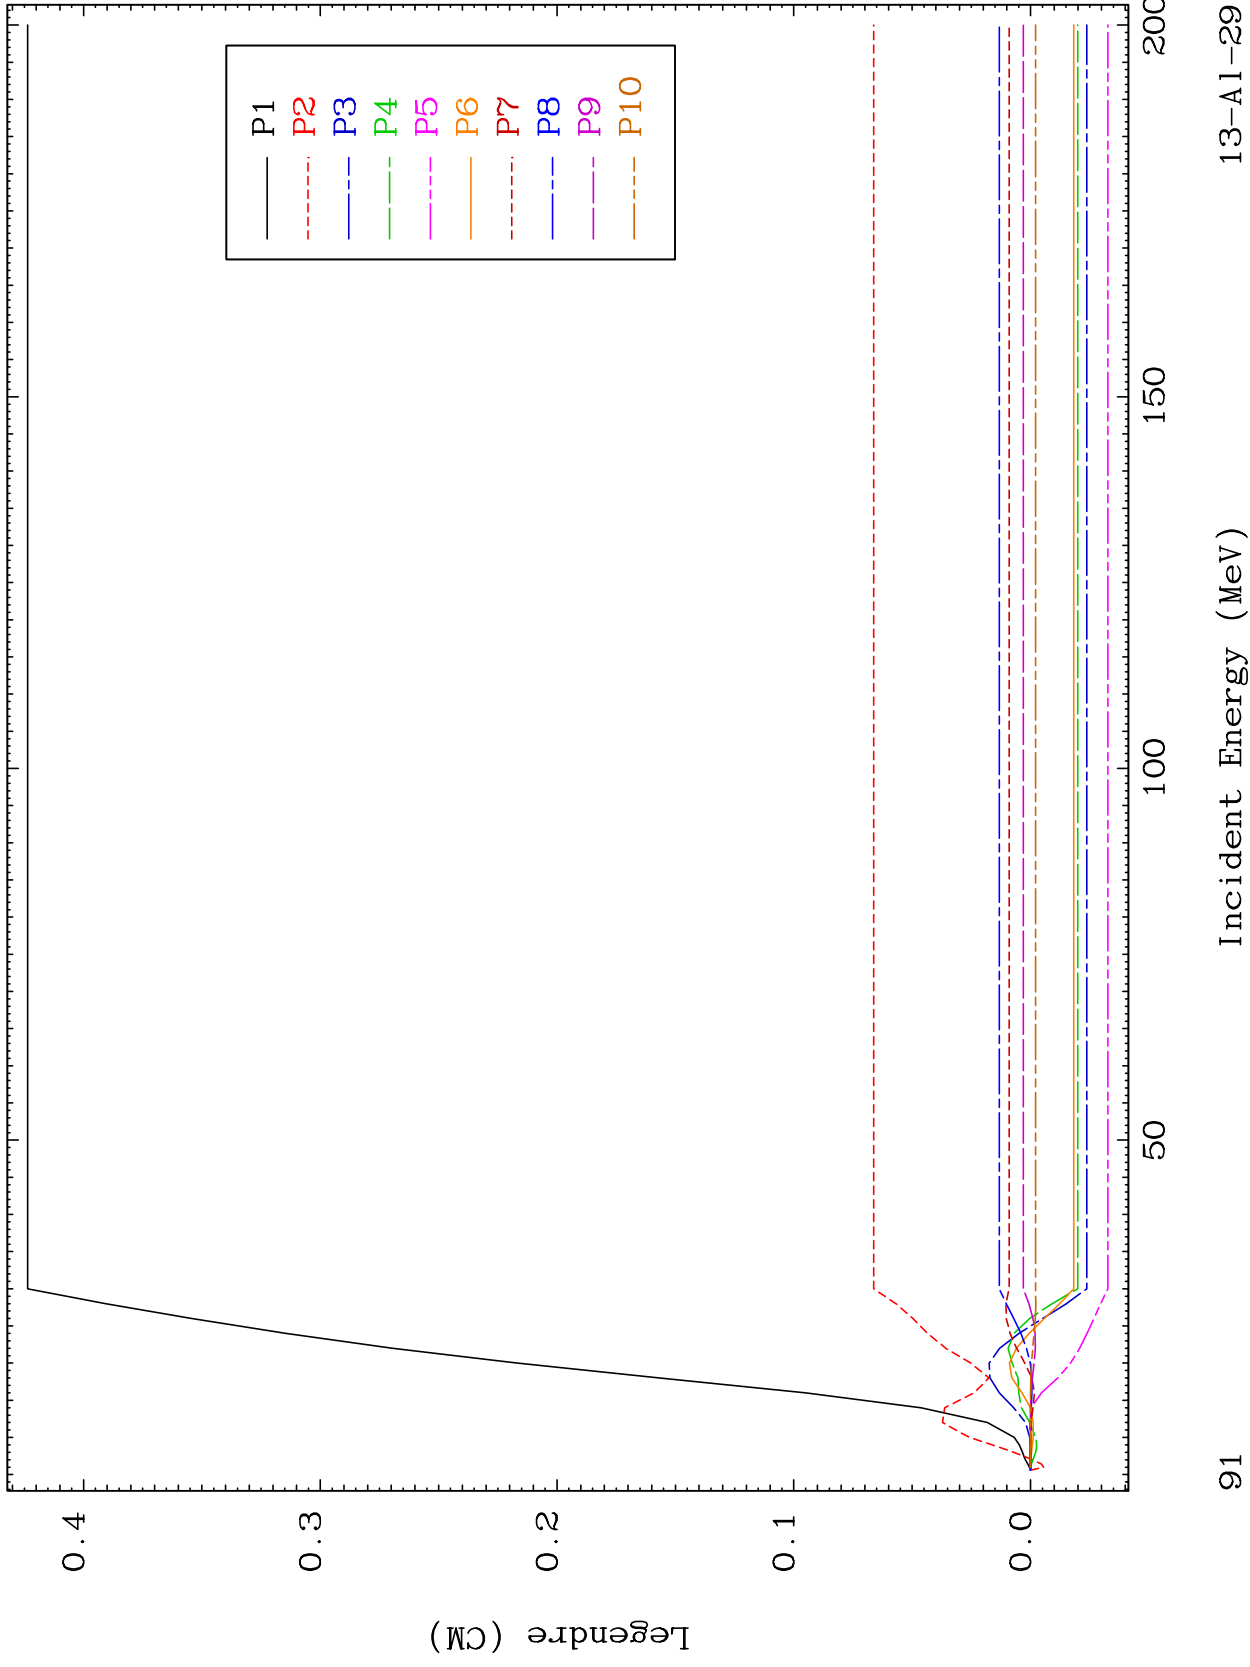 P1
P2
P3
P4
P5
P6
P7
P8
P9
P10
0.4
0.3
0.2
0.1
0.0
Legendre (CM)
50
100
150
200
Incident Energy (MeV)
91
13-Al-29